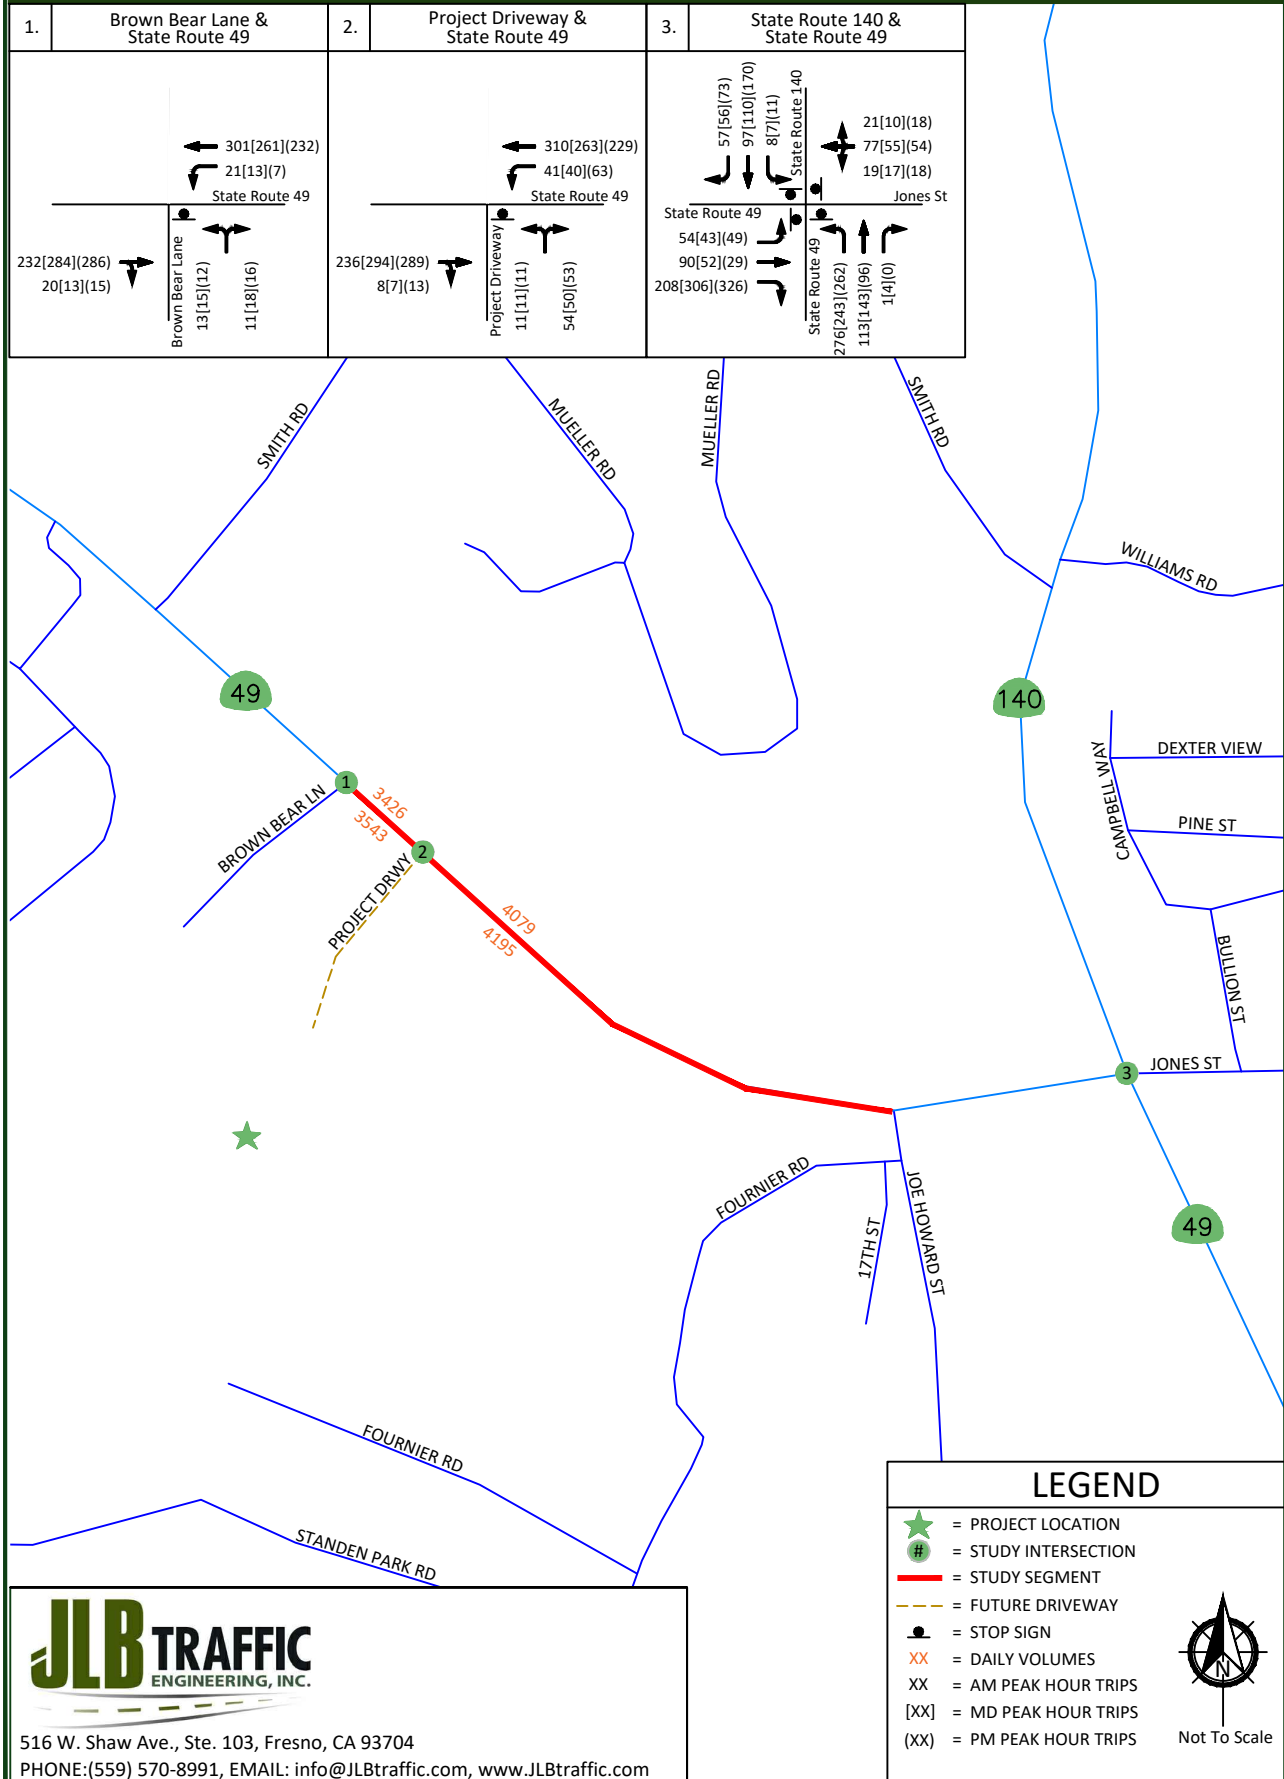 1.
Brown Bear Lane &
State Route 49
301[261](232)
21[13](7)
State Route 49
232[284](286)
20[13](15)
Brown Bear Lane
13[15](12)
11[18](16)
2.
Project Driveway &
State Route 49
310[263](229)
41[40](63)
State Route 49
236[294](289)
8[7](13)
Project Driveway
11[11](11)
54[50](53)
3.
State Route 140 &
State Route 49
57[56](73)
97[110](170)
8[7](11)
State Route 140
21[10](18)
77[55](54)
19[17](18)
Jones St
State Route 49
54[43](49)
90[52](29)
208[306](326)
State Route 49
276[243](262)
113[143](96)
1[4](0)
SMITH RD
MUELLER RD
MUELLER RD
SMITH RD
WILLIAMS RD
49
140
CAMPBELL WAY
DEXTER VIEW
PINE ST
BULLION ST
1
3426
3543
BROWN BEAR LN
2
PROJECT DRWY
4079
4195
3
JONES ST
FOURNIER RD
17TH ST
JOE HOWARD ST
49
FOURNIER RD
STANDEN PARK RD
LEGEND
= PROJECT LOCATION
# = STUDY INTERSECTION
= STUDY SEGMENT
= FUTURE DRIVEWAY
= STOP SIGN
XX = DAILY VOLUMES
XX = AM PEAK HOUR TRIPS
[XX] = MD PEAK HOUR TRIPS
(XX) = PM PEAK HOUR TRIPS
N
Not To Scale
JLB TRAFFIC
ENGINEERING, INC.
516 W. Shaw Ave., Ste. 103, Fresno, CA 93704
PHONE:(559) 570-8991, EMAIL: info@JLBtraffic.com, www.JLBtraffic.com